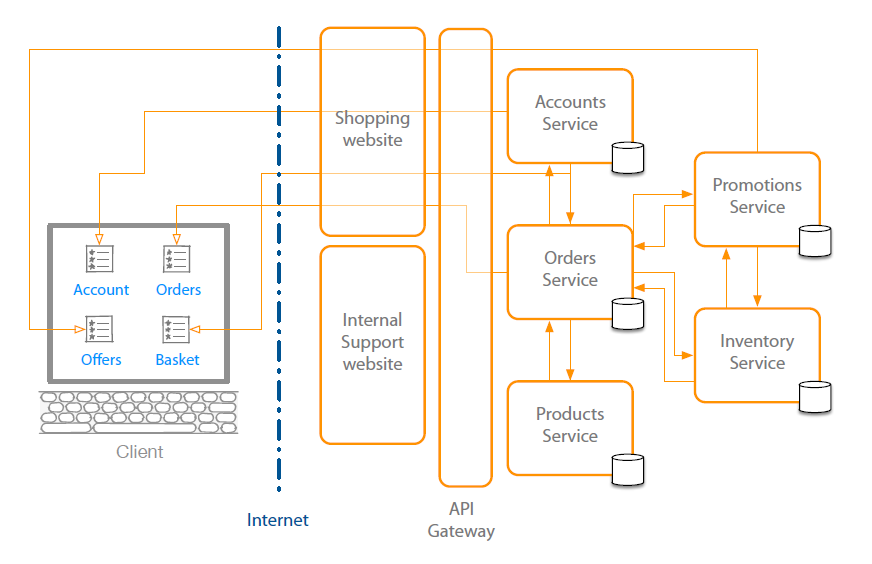 Shopping
website
Accounts
Service
Promotions
Service
Orders
Service
Account
Orders
Internal
Support
website
Inventory
Service
Offers
Basket
Products
Service
Client
Internet
API
Gateway